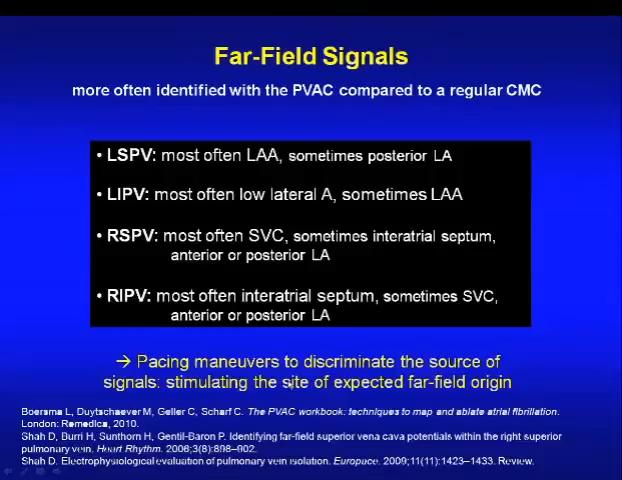 Far-Field Signals
more often identified with the PVAC compared to a regular CMC
• LSPV: most often LAA, sometimes posterior LA
• LIPV: most often low lateral A, sometimes LAA
• RSPV: most often SVC, sometimes interatrial septum,
anterior or posterior LA
• RIPV: most often interatrial septum, sometimes SVC,
anterior or posterior LA
→ Pacing maneuvers to discriminate the source of
signals: stimulating the site of expected far-field origin
Boersma L, Duytschaever M, Geller C, Scharf C. The PVAC workbook: techniques to map and ablate atrial fibrillation.
London: Remedica, 2010.
Shah D, Burri H, Sunthorn H, Gentil-Baron P. Identifying far-field superior vena cava potentials within the right superior
pulmonary vein. Heart Rhythm. 2006;3(8):898–902.
Shah D. Electrophysiological evaluation of pulmonary vein isolation. Europace. 2009;11(11):1423–1433. Review.